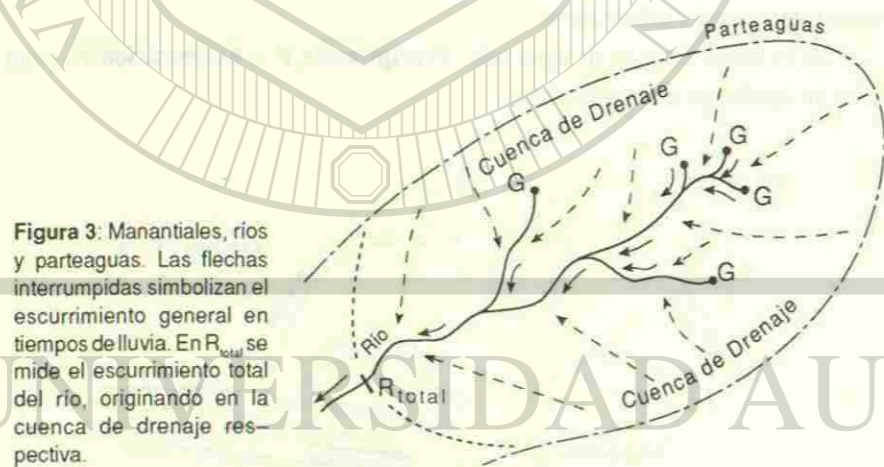 Parteaguas
Cuenca de Drenaje
G
G
G
G
G
Figura 3: Manantiales, ríos
y parteaguas. Las flechas
interrumpidas simbolizan el
escurrimiento general en
tiempos de lluvia. En R total se
mide el escurrimiento total
del río, originando en la
cuenca de drenaje res–
pectiva.
Río
R total
Cuenca de Drenaje
UNIVERSIDAD AU